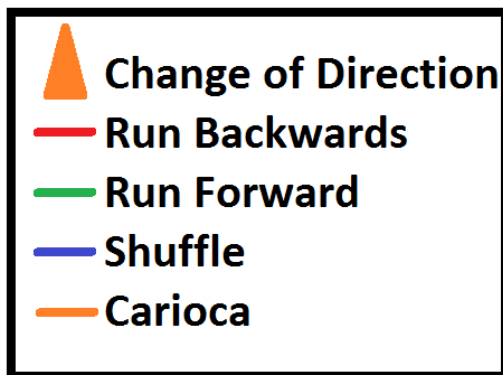 Change of Direction
Run Backwards
Run Forward
Shuffle
Carioca